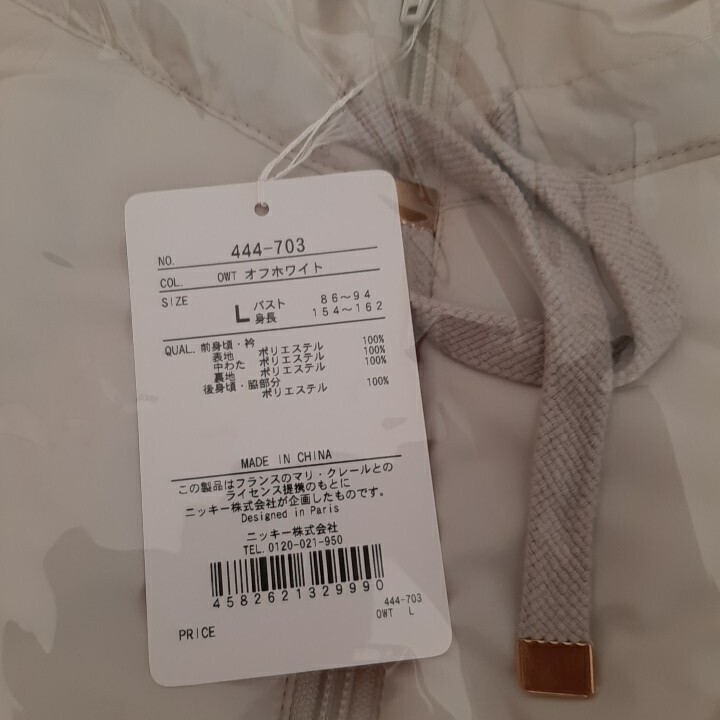 NO. 444-703
COL. OWT オフホワイト
SIZE L バスト 86～94
身長 154～162
QUAL. 前身頃・衿
表地 ポリエステル 100%
中わた ポリエステル 100%
裏地 ポリエステル 100%
後身頃・脇部分
ポリエステル 100%
MADE IN CHINA
この製品はフランスのマリ・クレールとの
ライセンス提携のもとに
ニッキー株式会社が企画したものです。
Designed in Paris
ニッキー株式会社
TEL. 0120-021-950
4582621329990
444-703
OWT L
PRICE